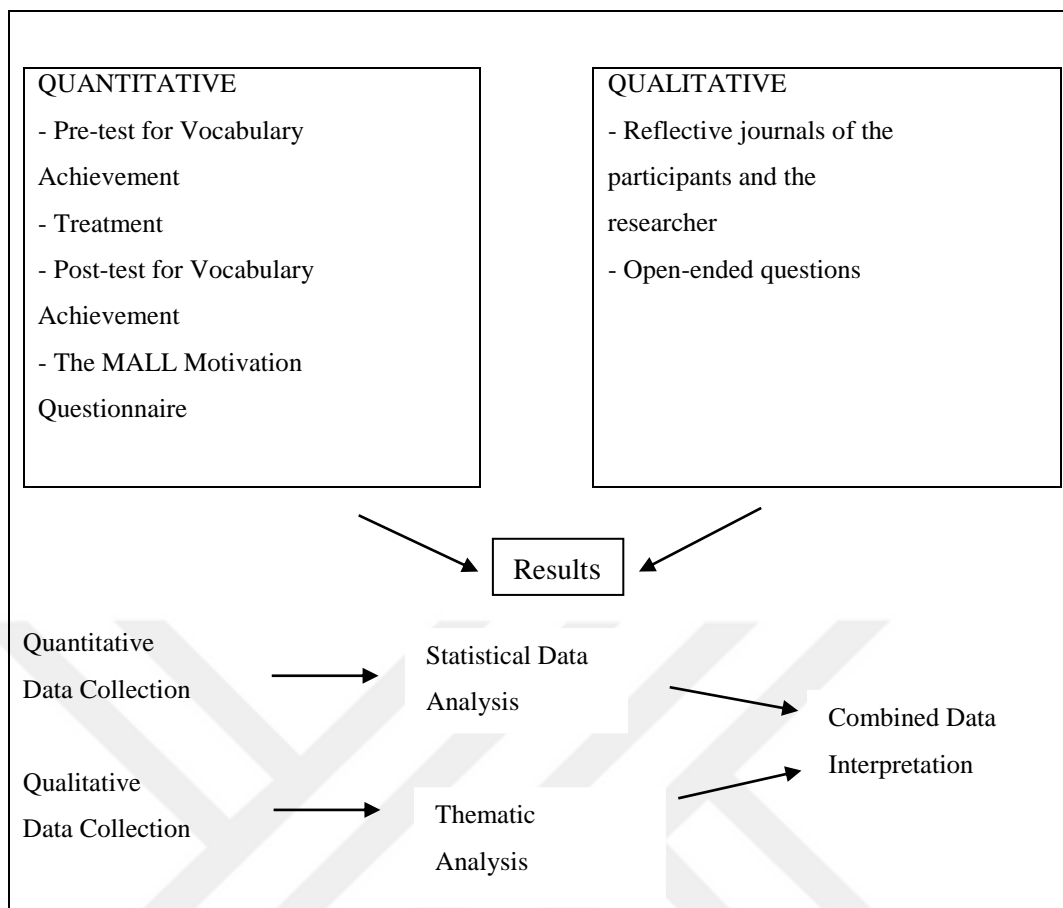 QUANTITATIVE
- Pre-test for Vocabulary
Achievement
- Treatment
- Post-test for Vocabulary
Achievement
- The MALL Motivation
Questionnaire
QUALITATIVE
- Reflective journals of the
participants and the
researcher
- Open-ended questions
Results
Quantitative
Data Collection
Statistical Data
Analysis
Combined Data
Interpretation
Qualitative
Data Collection
Thematic
Analysis